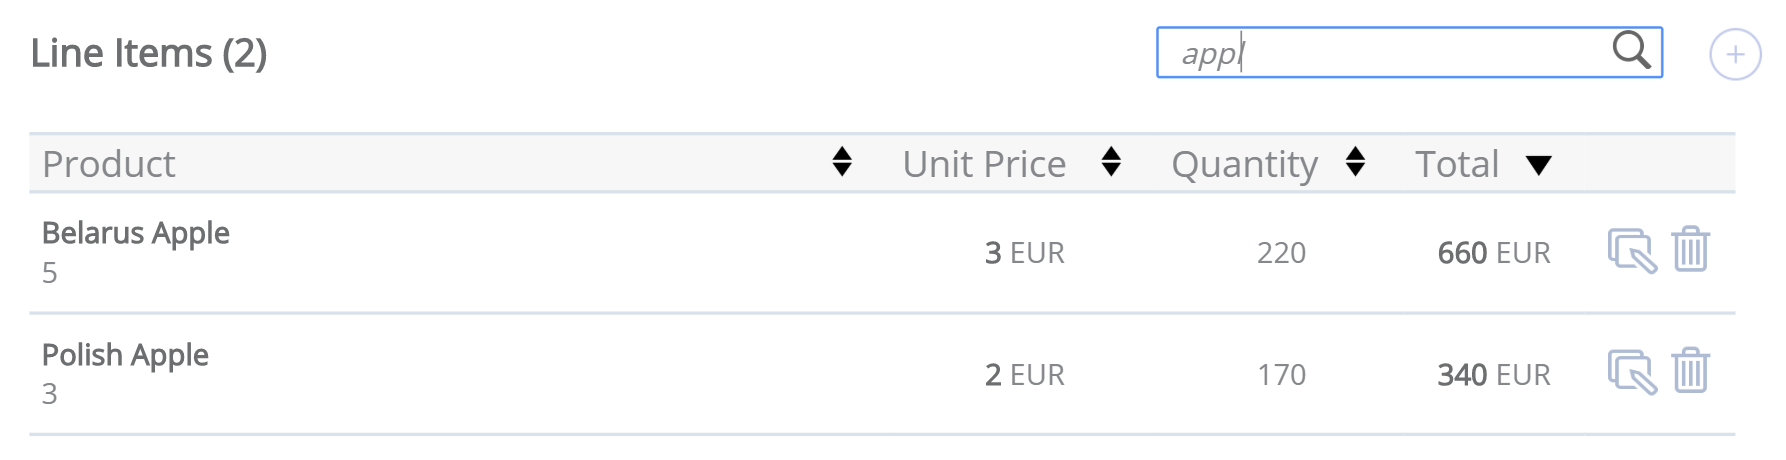 Line Items (2)
appl
Product Unit Price Quantity Total
Belarus Apple
5
3 EUR 220 660 EUR
Polish Apple
3
2 EUR 170 340 EUR